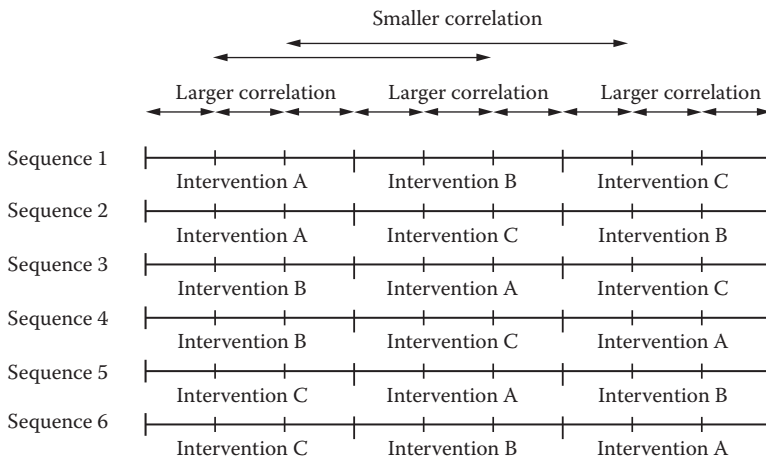 Smaller correlation
Larger correlation Larger correlation Larger correlation
Sequence 1
Intervention A Intervention B Intervention C
Sequence 2
Intervention A Intervention C Intervention B
Sequence 3
Intervention B Intervention A Intervention C
Sequence 4
Intervention B Intervention C Intervention A
Sequence 5
Intervention C Intervention A Intervention B
Sequence 6
Intervention C Intervention B Intervention A